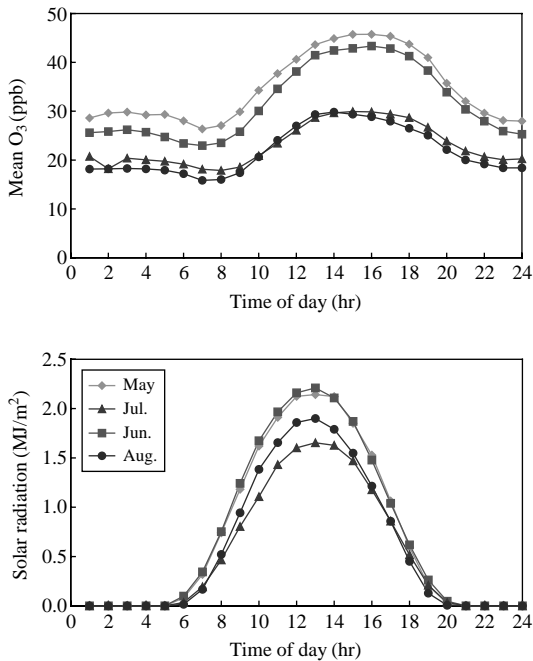 50
40
30
20
10
0
Mean O₃ (ppb)
0 2 4 6 8 10 12 14 16 18 20 22 24
Time of day (hr)
2.5
2.0
1.5
1.0
0.5
0.0
Solar radiation (MJ/m²)
May
Jul.
Jun.
Aug.
0 2 4 6 8 10 12 14 16 18 20 22 24
Time of day (hr)